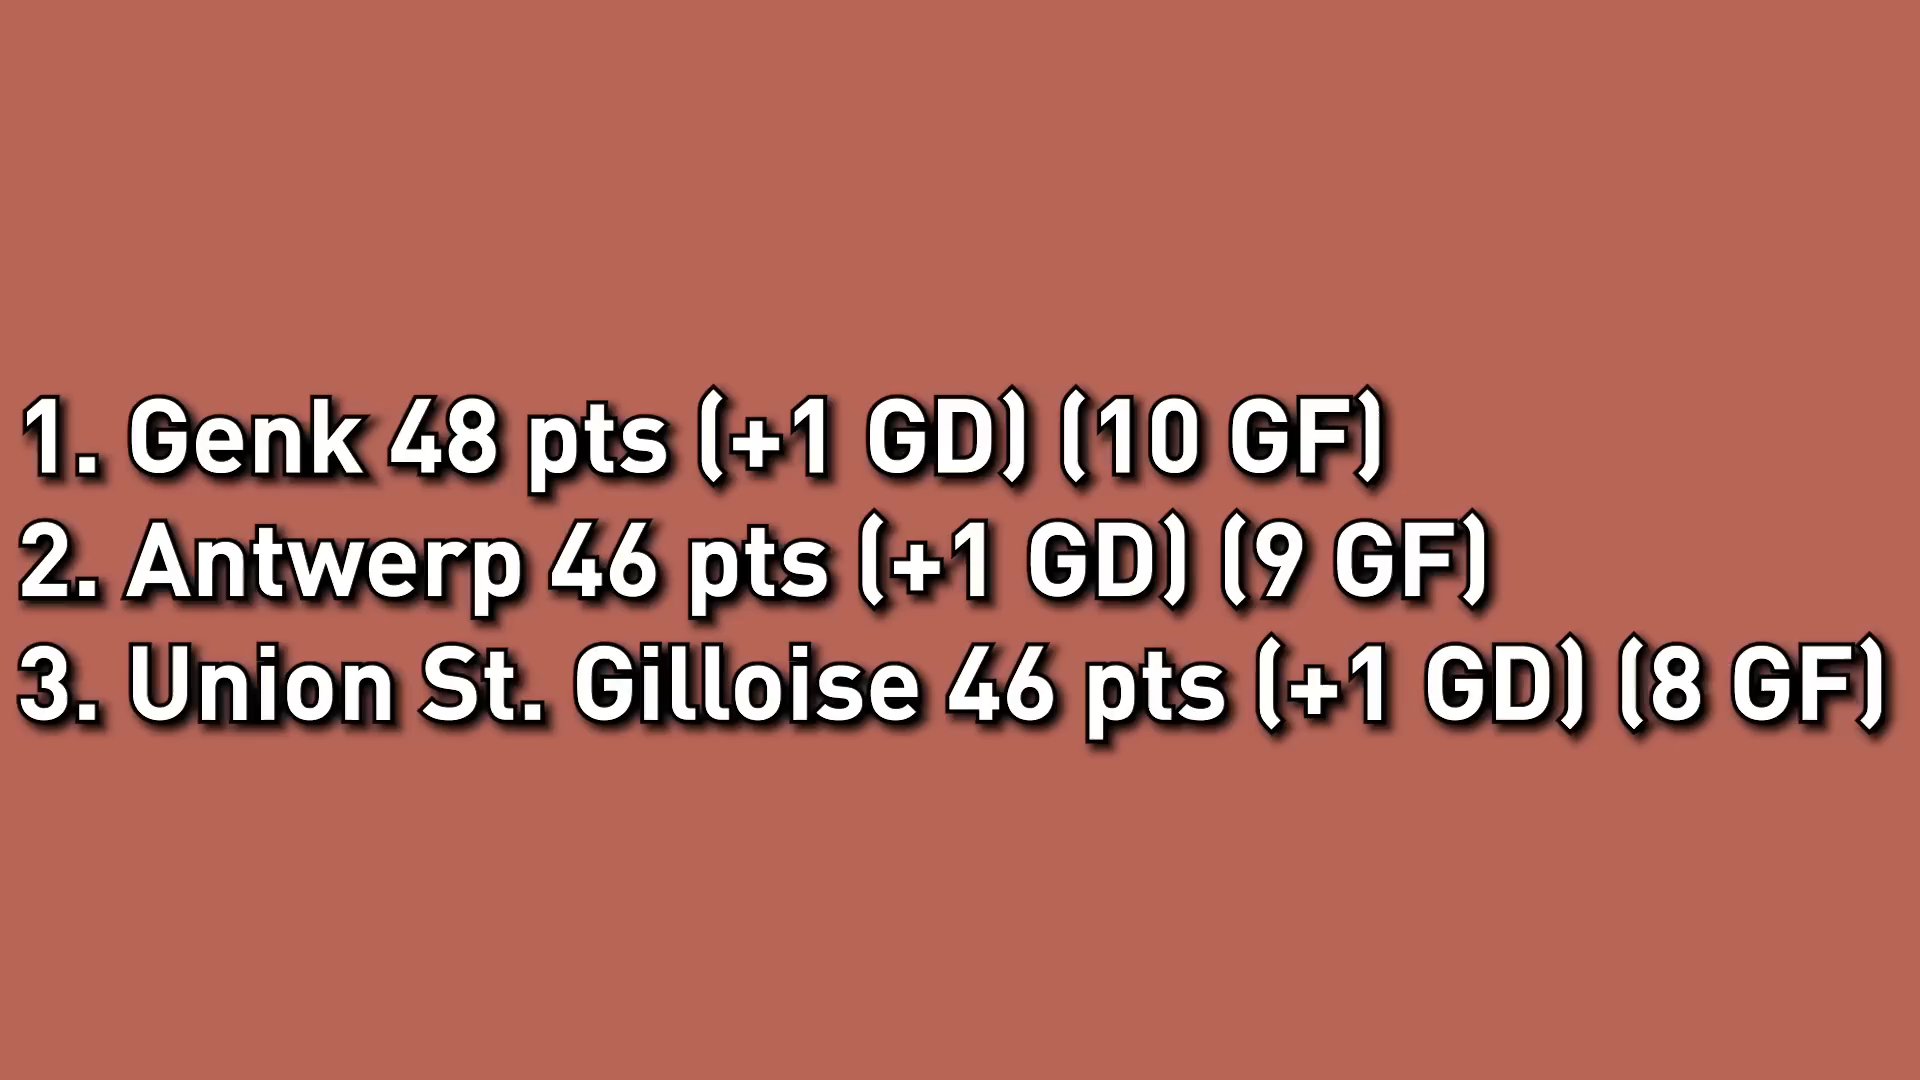 1. Genk 48 pts (+1 GD) (10 GF)
2. Antwerp 46 pts (+1 GD) (9 GF)
3. Union St. Gilloise 46 pts (+1 GD) (8 GF)